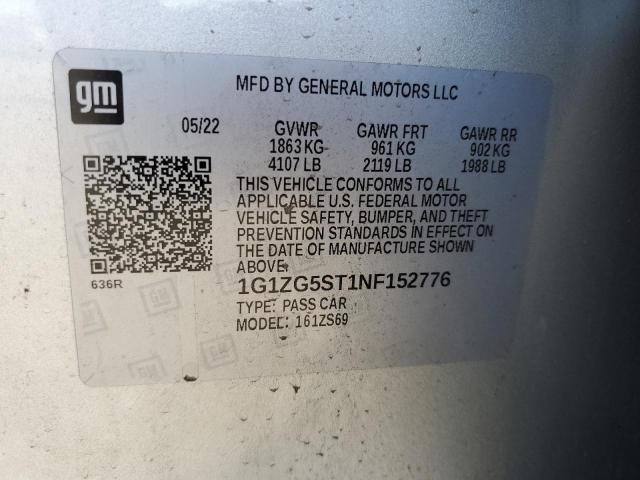 gm
MFD BY GENERAL MOTORS LLC
05/22 GVWR GAWR FRT GAWR RR
1863 KG 961 KG 902 KG
4107 LB 2119 LB 1988 LB
THIS VEHICLE CONFORMS TO ALL
APPLICABLE U.S. FEDERAL MOTOR
VEHICLE SAFETY, BUMPER, AND THEFT
PREVENTION STANDARDS IN EFFECT ON
THE DATE OF MANUFACTURE SHOWN
ABOVE.
636R
1G1ZG5ST1NF152776
TYPE: PASS CAR
MODEL: 161ZS69